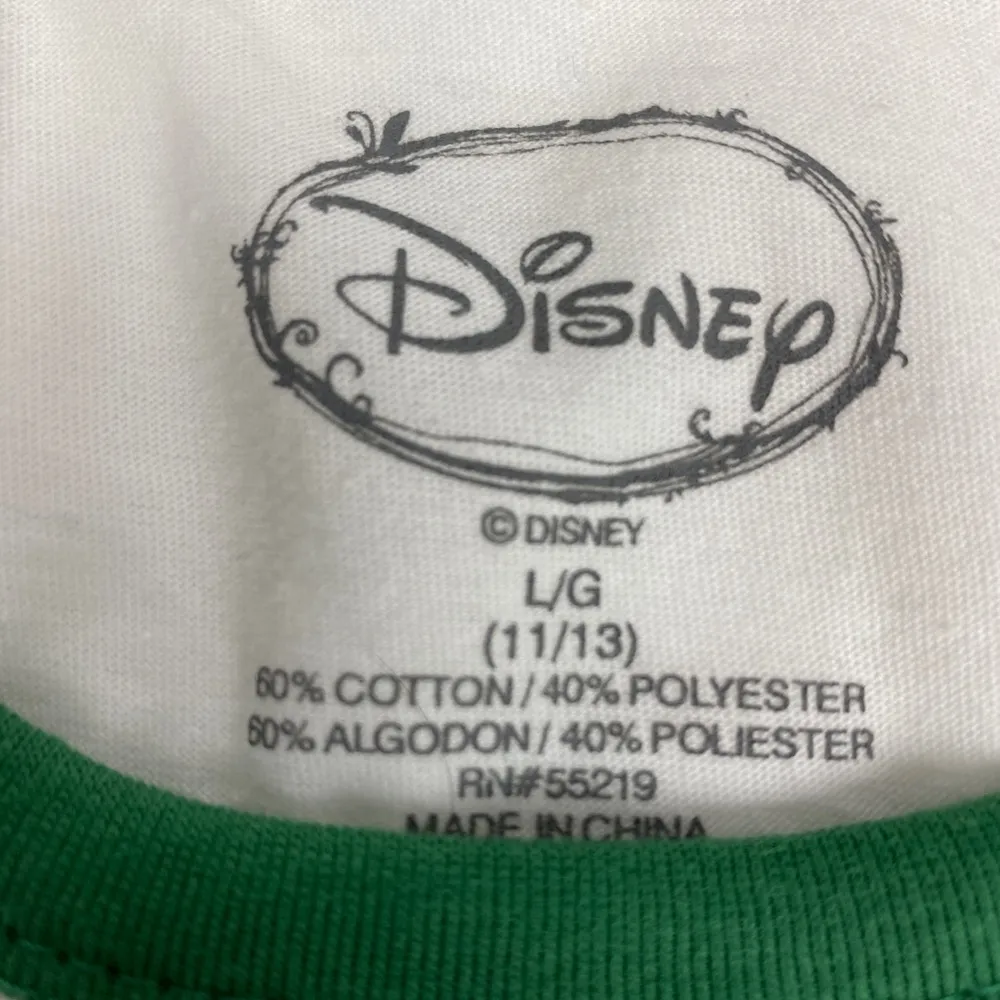 DISNEY
© DISNEY
L/G
(11/13)
60% COTTON / 40% POLYESTER
60% ALGODON / 40% POLIESTER
RN#55219
MADE IN CHINA